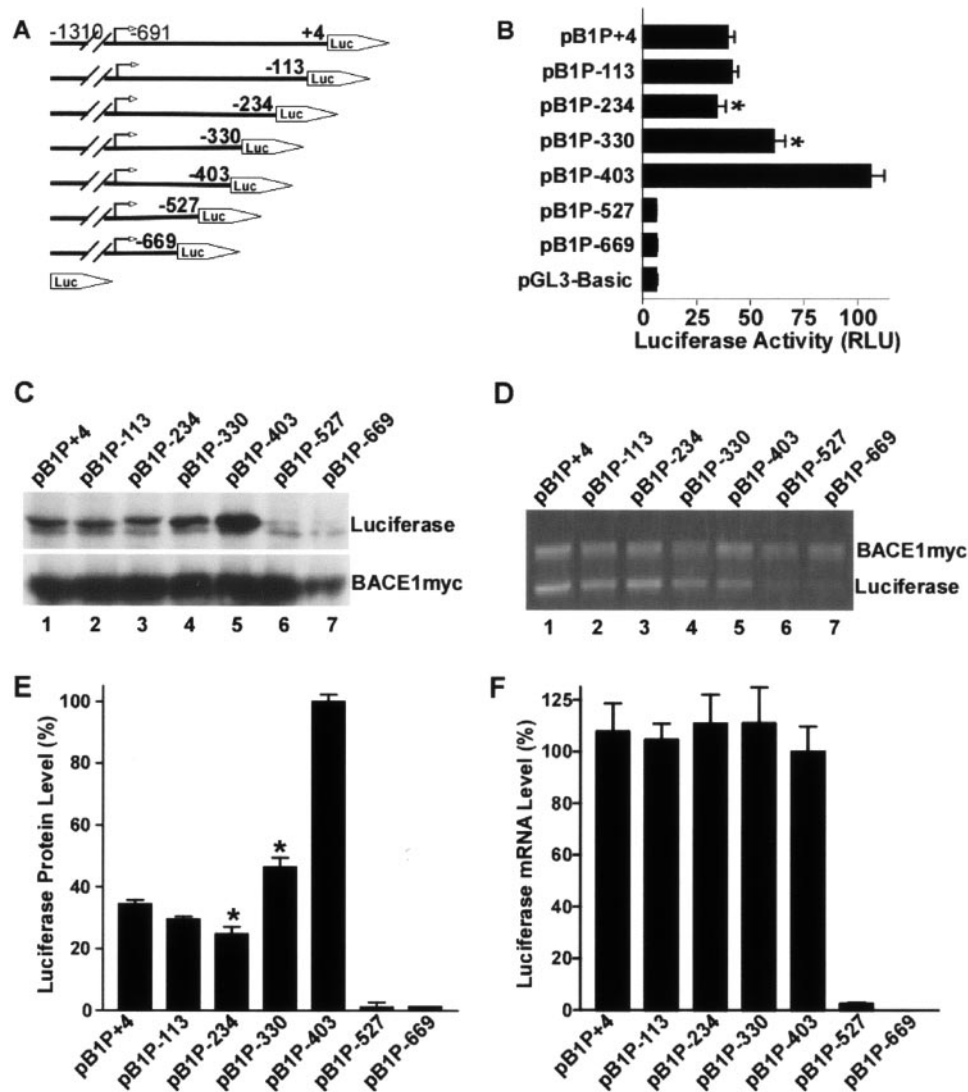 A
-1310 -691 +4
Luc
-113
Luc
-234
Luc
-330
Luc
-403
Luc
-527
Luc
-669
Luc
Luc
B
pB1P+4
pB1P-113
pB1P-234 *
pB1P-330 *
pB1P-403
pB1P-527
pB1P-669
pGL3-Basic
0 25 50 75 100
Luciferase Activity (RLU)
C
pB1P+4 pB1P-113 pB1P-234 pB1P-330 pB1P-403 pB1P-527 pB1P-669
Luciferase
BACE1myc
1 2 3 4 5 6 7
D
pB1P+4 pB1P-113 pB1P-234 pB1P-330 pB1P-403 pB1P-527 pB1P-669
BACE1myc
Luciferase
1 2 3 4 5 6 7
E
Luciferase Protein Level (%)
100
80
60
40
20
0
* *
pB1P+4 pB1P-113 pB1P-234 pB1P-330 pB1P-403 pB1P-527 pB1P-669
F
Luciferase mRNA Level (%)
125
100
80
60
40
20
0
pB1P+4 pB1P-113 pB1P-234 pB1P-330 pB1P-403 pB1P-527 pB1P-669